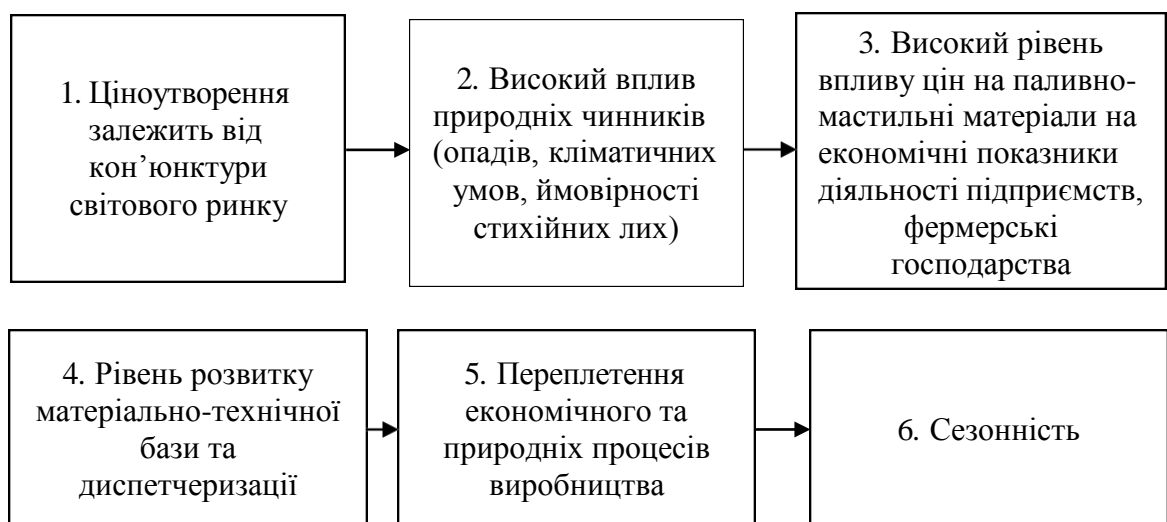 1. Ціноутворення
залежить від
кон’юнктури
світового ринку
2. Високий вплив
природніх чинників
(опадів, кліматичних
умов, ймовірності
стихійних лих)
3. Високий рівень
впливу цін на паливно-
мастильні матеріали на
економічні показники
діяльності підприємств,
фермерські
господарства
4. Рівень розвитку
матеріально-технічної
бази та
диспетчеризації
5. Переплетення
економічного та
природніх процесів
виробництва
6. Сезонність